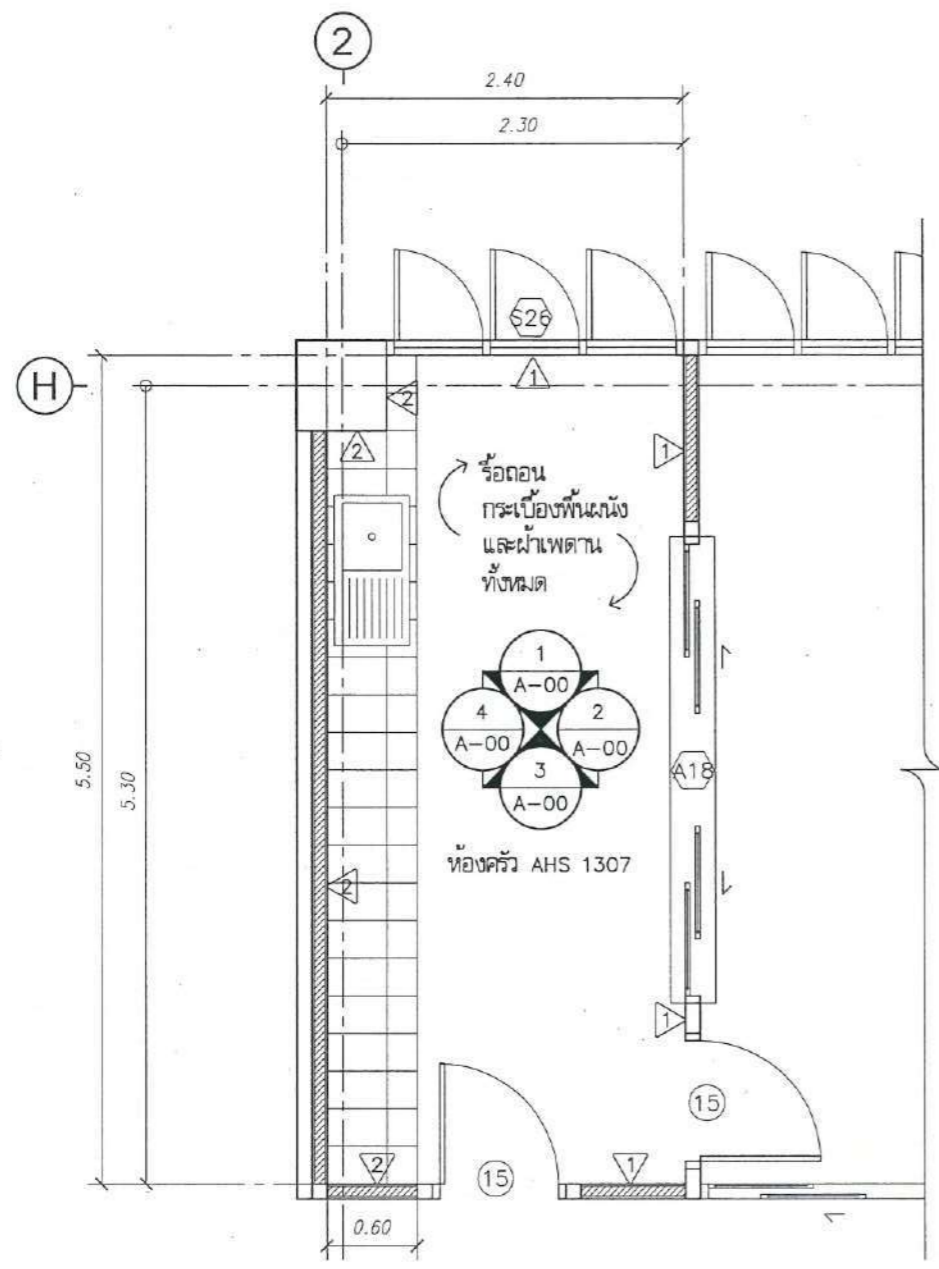 2
2.40
2.30
S26
H
1
2
2
1
รื้อถอน
กระเบื้องพื้นผนัง
และฝ้าเพดาน
ทั้งหมด
1
A-00
4
A-00
2
A-00
3
A-00
A18
5.50
5.30
ห้องครัว AHS 1307
2
1
15
2
15
1
0.60